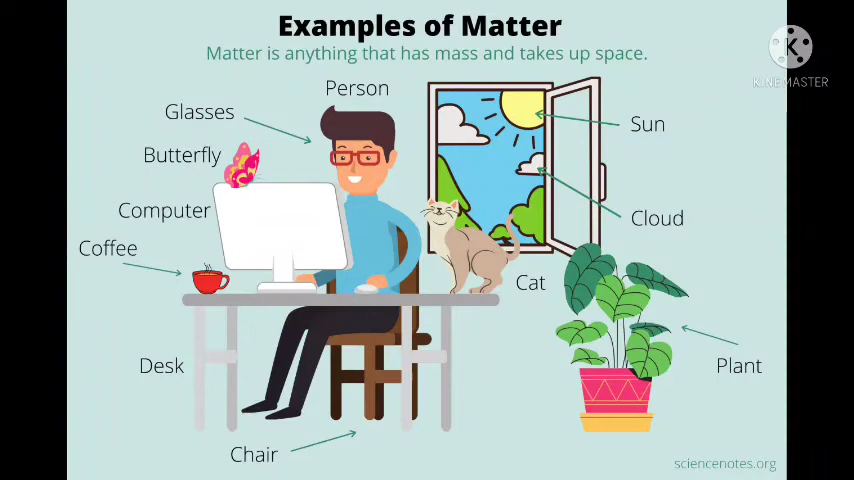 Examples of Matter
Matter is anything that has mass and takes up space.
K
KINEMASTER
Person
Glasses
Sun
Butterfly
Computer
Cloud
Coffee
Cat
Desk
Plant
Chair
sciencenotes.org